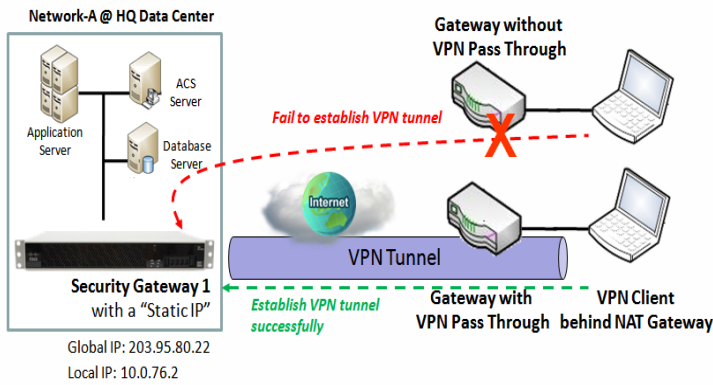 Network-A @ HQ Data Center
Gateway without
VPN Pass Through
ACS
Server
Application
Server
Database
Server
Fail to establish VPN tunnel
X
Internet
VPN Tunnel
Security Gateway 1
with a “Static IP”
Establish VPN tunnel
successfully
Gateway with
VPN Pass Through
VPN Client
behind NAT Gateway
Global IP: 203.95.80.22
Local IP: 10.0.76.2